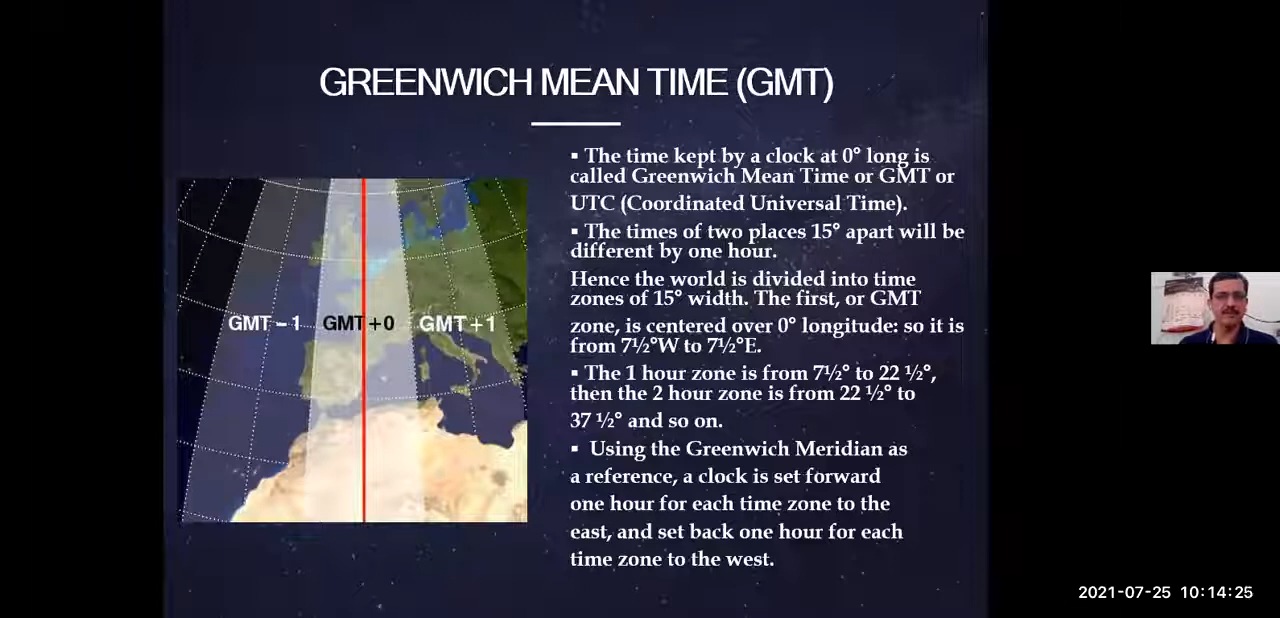 GREENWICH MEAN TIME (GMT)
▪ The time kept by a clock at 0° long is
called Greenwich Mean Time or GMT or
UTC (Coordinated Universal Time).
▪ The times of two places 15° apart will be
different by one hour.
Hence the world is divided into time
zones of 15° width. The first, or GMT
zone, is centered over 0° longitude: so it is
from 7½°W to 7½°E.
▪ The 1 hour zone is from 7½° to 22 ½°,
then the 2 hour zone is from 22 ½° to
37 ½° and so on.
▪ Using the Greenwich Meridian as
a reference, a clock is set forward
one hour for each time zone to the
east, and set back one hour for each
time zone to the west.
GMT-1 GMT+0 GMT+1
2021-07-25 10:14:25